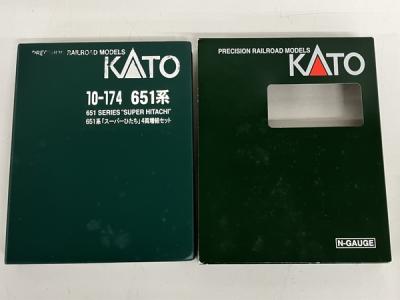 PRECISION RAILROAD MODELS
KATO
10-174 651系
651 SERIES "SUPER HITACHI"
651系「スーパーひたち」4両増結セット
PRECISION RAILROAD MODELS
KATO
N-GAUGE